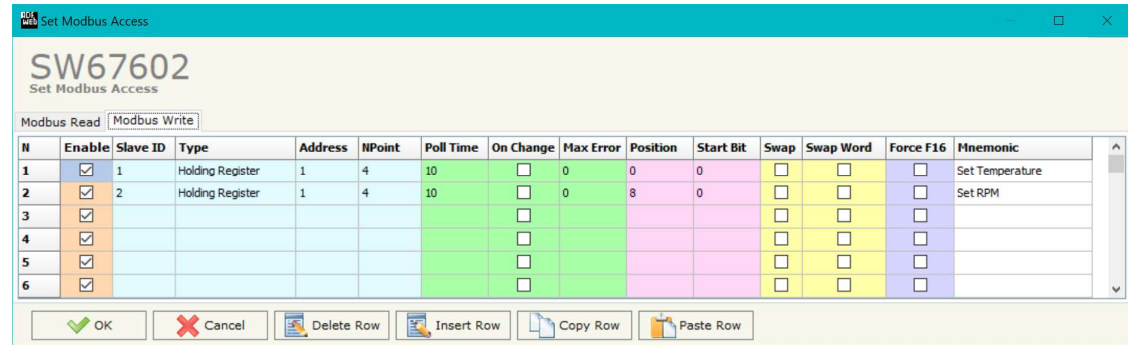 Set Modbus Access
SW67602
Set Modbus Access
Modbus Read Modbus Write
N Enable Slave ID Type Address NPoint Poll Time On Change Max Error Position Start Bit Swap Swap Word Force F16 Mnemonic
1 1 Holding Register 1 4 10 0 0 0 Set Temperature
2 2 Holding Register 1 4 10 0 8 0 Set RPM
3
4
5
6
OK Cancel Delete Row Insert Row Copy Row Paste Row